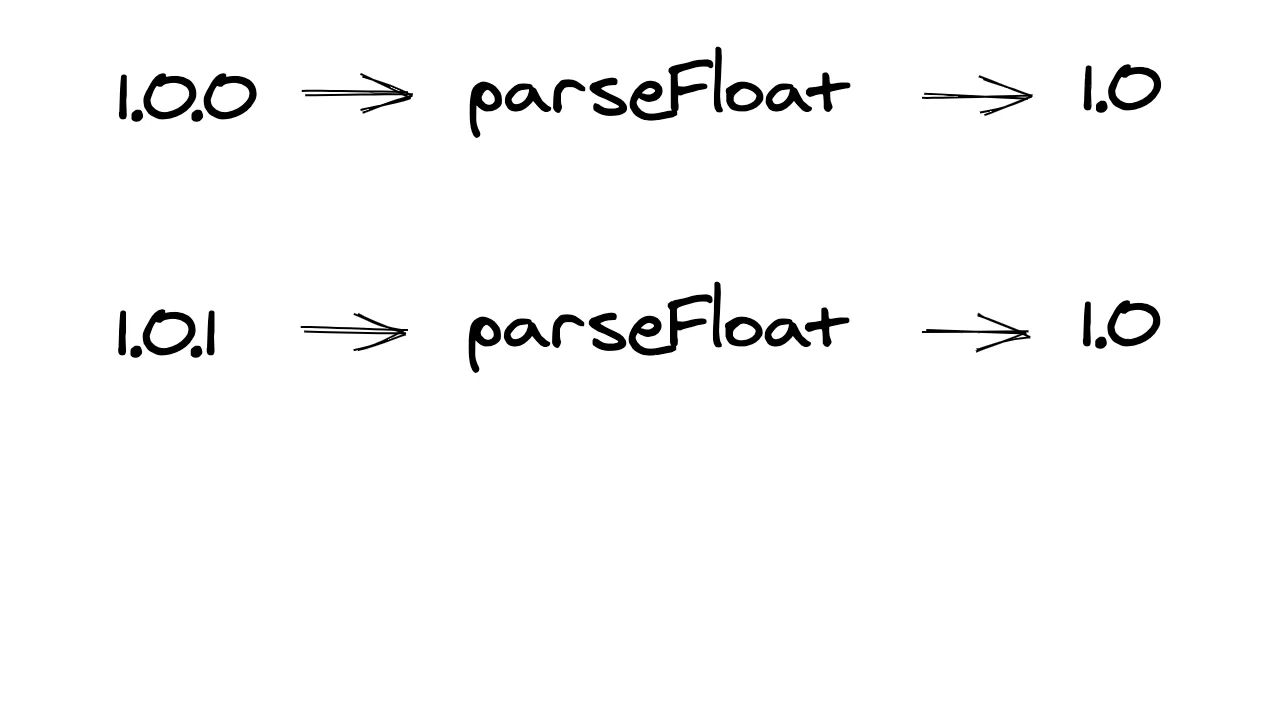 1.0.0 → parseFloat → 1.0
1.0.1 → parseFloat → 1.0